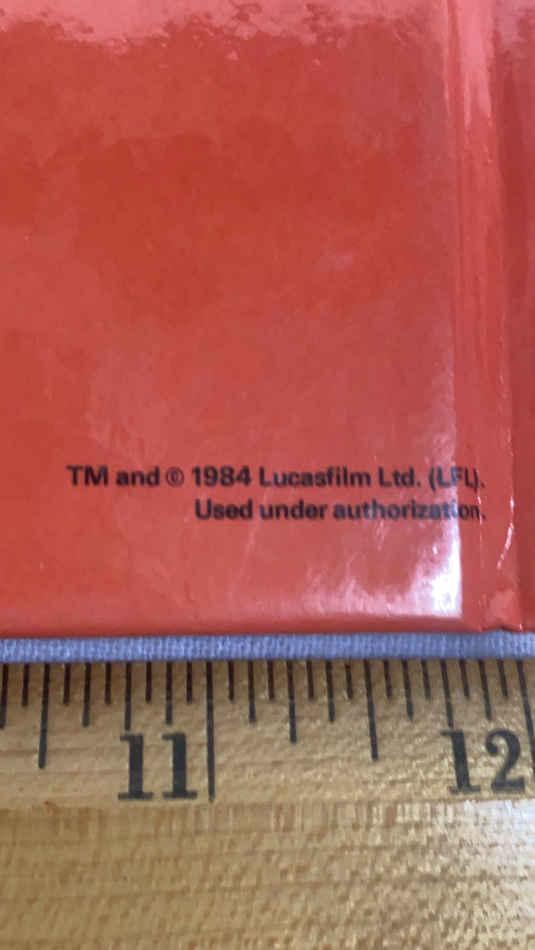 TM and © 1984 Lucasfilm Ltd. (LFL).
Used under authorization.
11 12